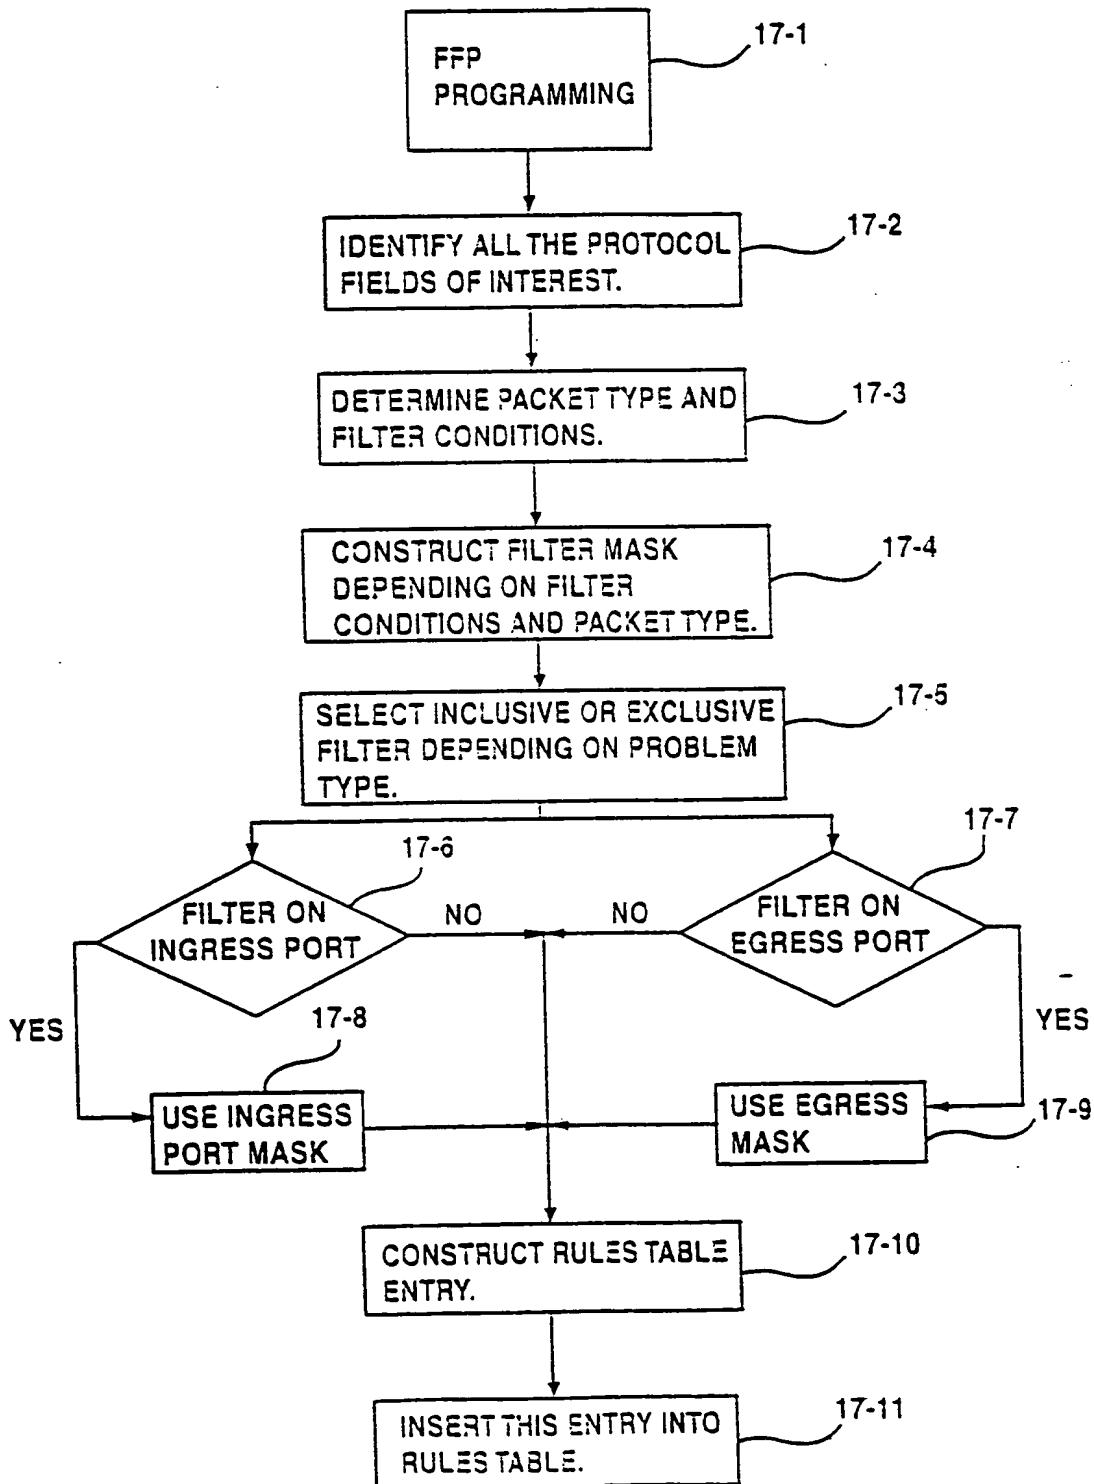 17-1
FFP
PROGRAMMING
17-2
IDENTIFY ALL THE PROTOCOL
FIELDS OF INTEREST.
17-3
DETERMINE PACKET TYPE AND
FILTER CONDITIONS.
17-4
CONSTRUCT FILTER MASK
DEPENDING ON FILTER
CONDITIONS AND PACKET TYPE.
17-5
SELECT INCLUSIVE OR EXCLUSIVE
FILTER DEPENDING ON PROBLEM
TYPE.
17-6
17-7
FILTER ON
INGRESS PORT
NO
NO
FILTER ON
EGRESS PORT
YES
YES
17-8
USE INGRESS
PORT MASK
USE EGRESS
MASK
17-9
17-10
CONSTRUCT RULES TABLE
ENTRY.
17-11
INSERT THIS ENTRY INTO
RULES TABLE.